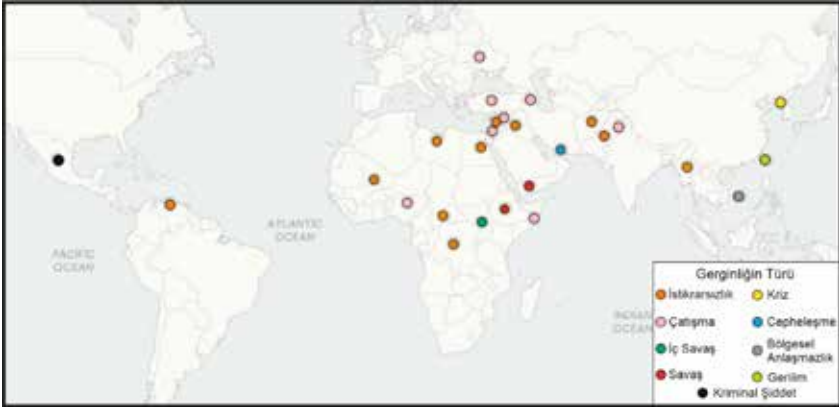 ATLANTIC
OCEAN
PACIFIC
OCEAN
INDIAN
OCEAN
Gerginliğin Türü
İstikrarsızlık
Kriz
Çatışma
Cepheleşme
İç Savaş
Bölgesel
Anlaşmazlık
Savaş
Gerilim
Kriminal Şiddet